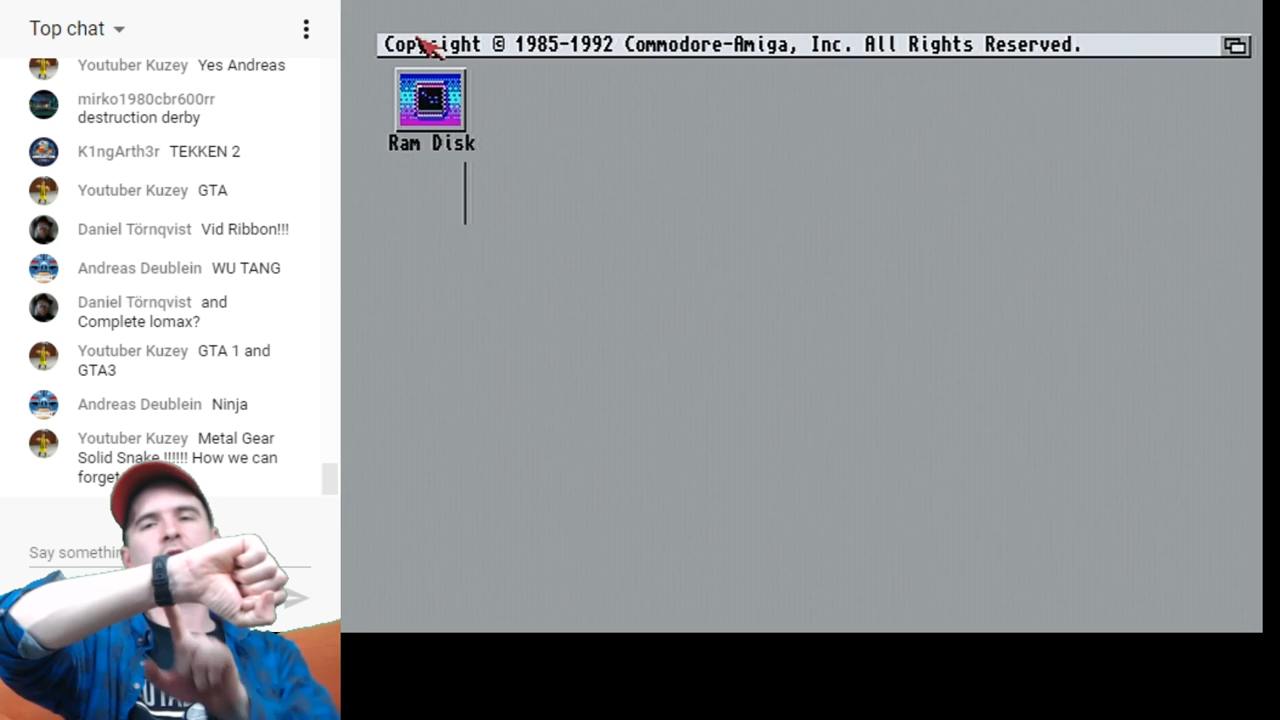 Top chat
Youtuber Kuzey Yes Andreas
mirko1980cbr600rr
destruction derby
K1ngArth3r TEKKEN 2
Youtuber Kuzey GTA
Daniel Törnqvist Vid Ribbon!!!
Andreas Deublein WU TANG
Daniel Törnqvist and
Complete lomax?
Youtuber Kuzey GTA 1 and
GTA3
Andreas Deublein Ninja
Youtuber Kuzey Metal Gear
Solid Snake !!!!!! How we can
forget
Say somethin
Copyright © 1985-1992 Commodore-Amiga, Inc. All Rights Reserved.
Ram Disk